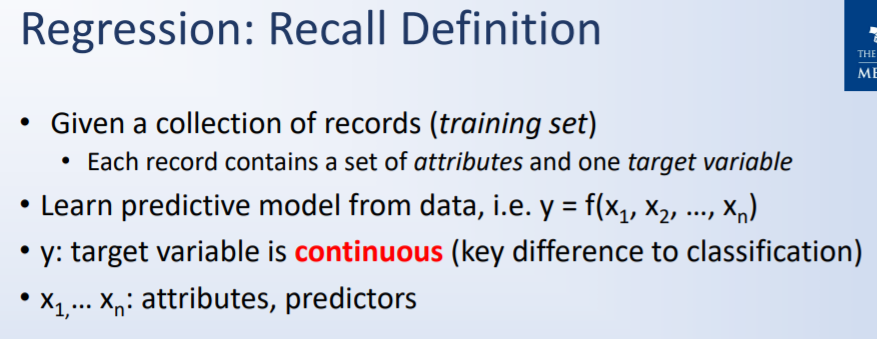 Regression: Recall Definition
THE
ME
• Given a collection of records (training set)
• Each record contains a set of attributes and one target variable
• Learn predictive model from data, i.e. y = f(x₁, x₂, ..., xₙ)
• y: target variable is continuous (key difference to classification)
• x₁,... xₙ: attributes, predictors